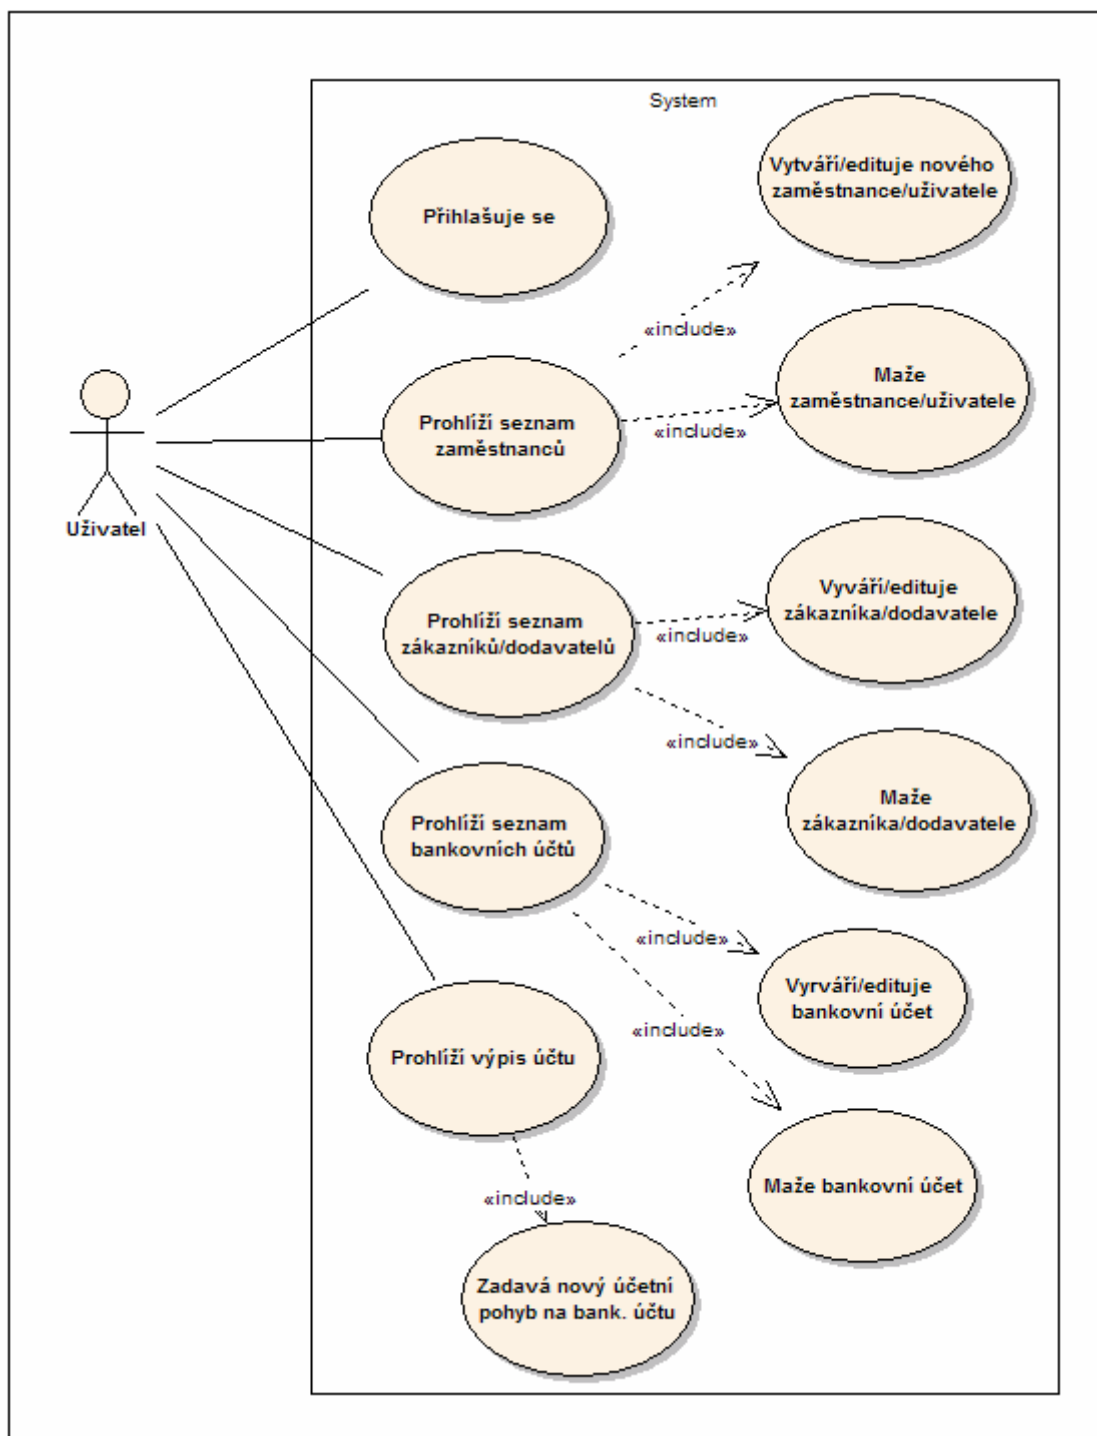 System
Vytváří/edituje nového
zaměstnance/uživatele
Přihlašuje se
«include»
Maže
zaměstnance/uživatele
Prohlíží seznam
zaměstnanců
«include»
Uživatel
Vyváří/edituje
zákazníka/dodavatele
Prohlíží seznam
zákazníků/dodavatelů
«include»
«include»
Maže
zákazníka/dodavatele
Prohlíží seznam
bankovních účtů
«include»
Vyrváří/edituje
bankovní účet
«include»
Prohlíží výpis účtu
Maže bankovní účet
«include»
Zadavá nový účetní
pohyb na bank. účtu